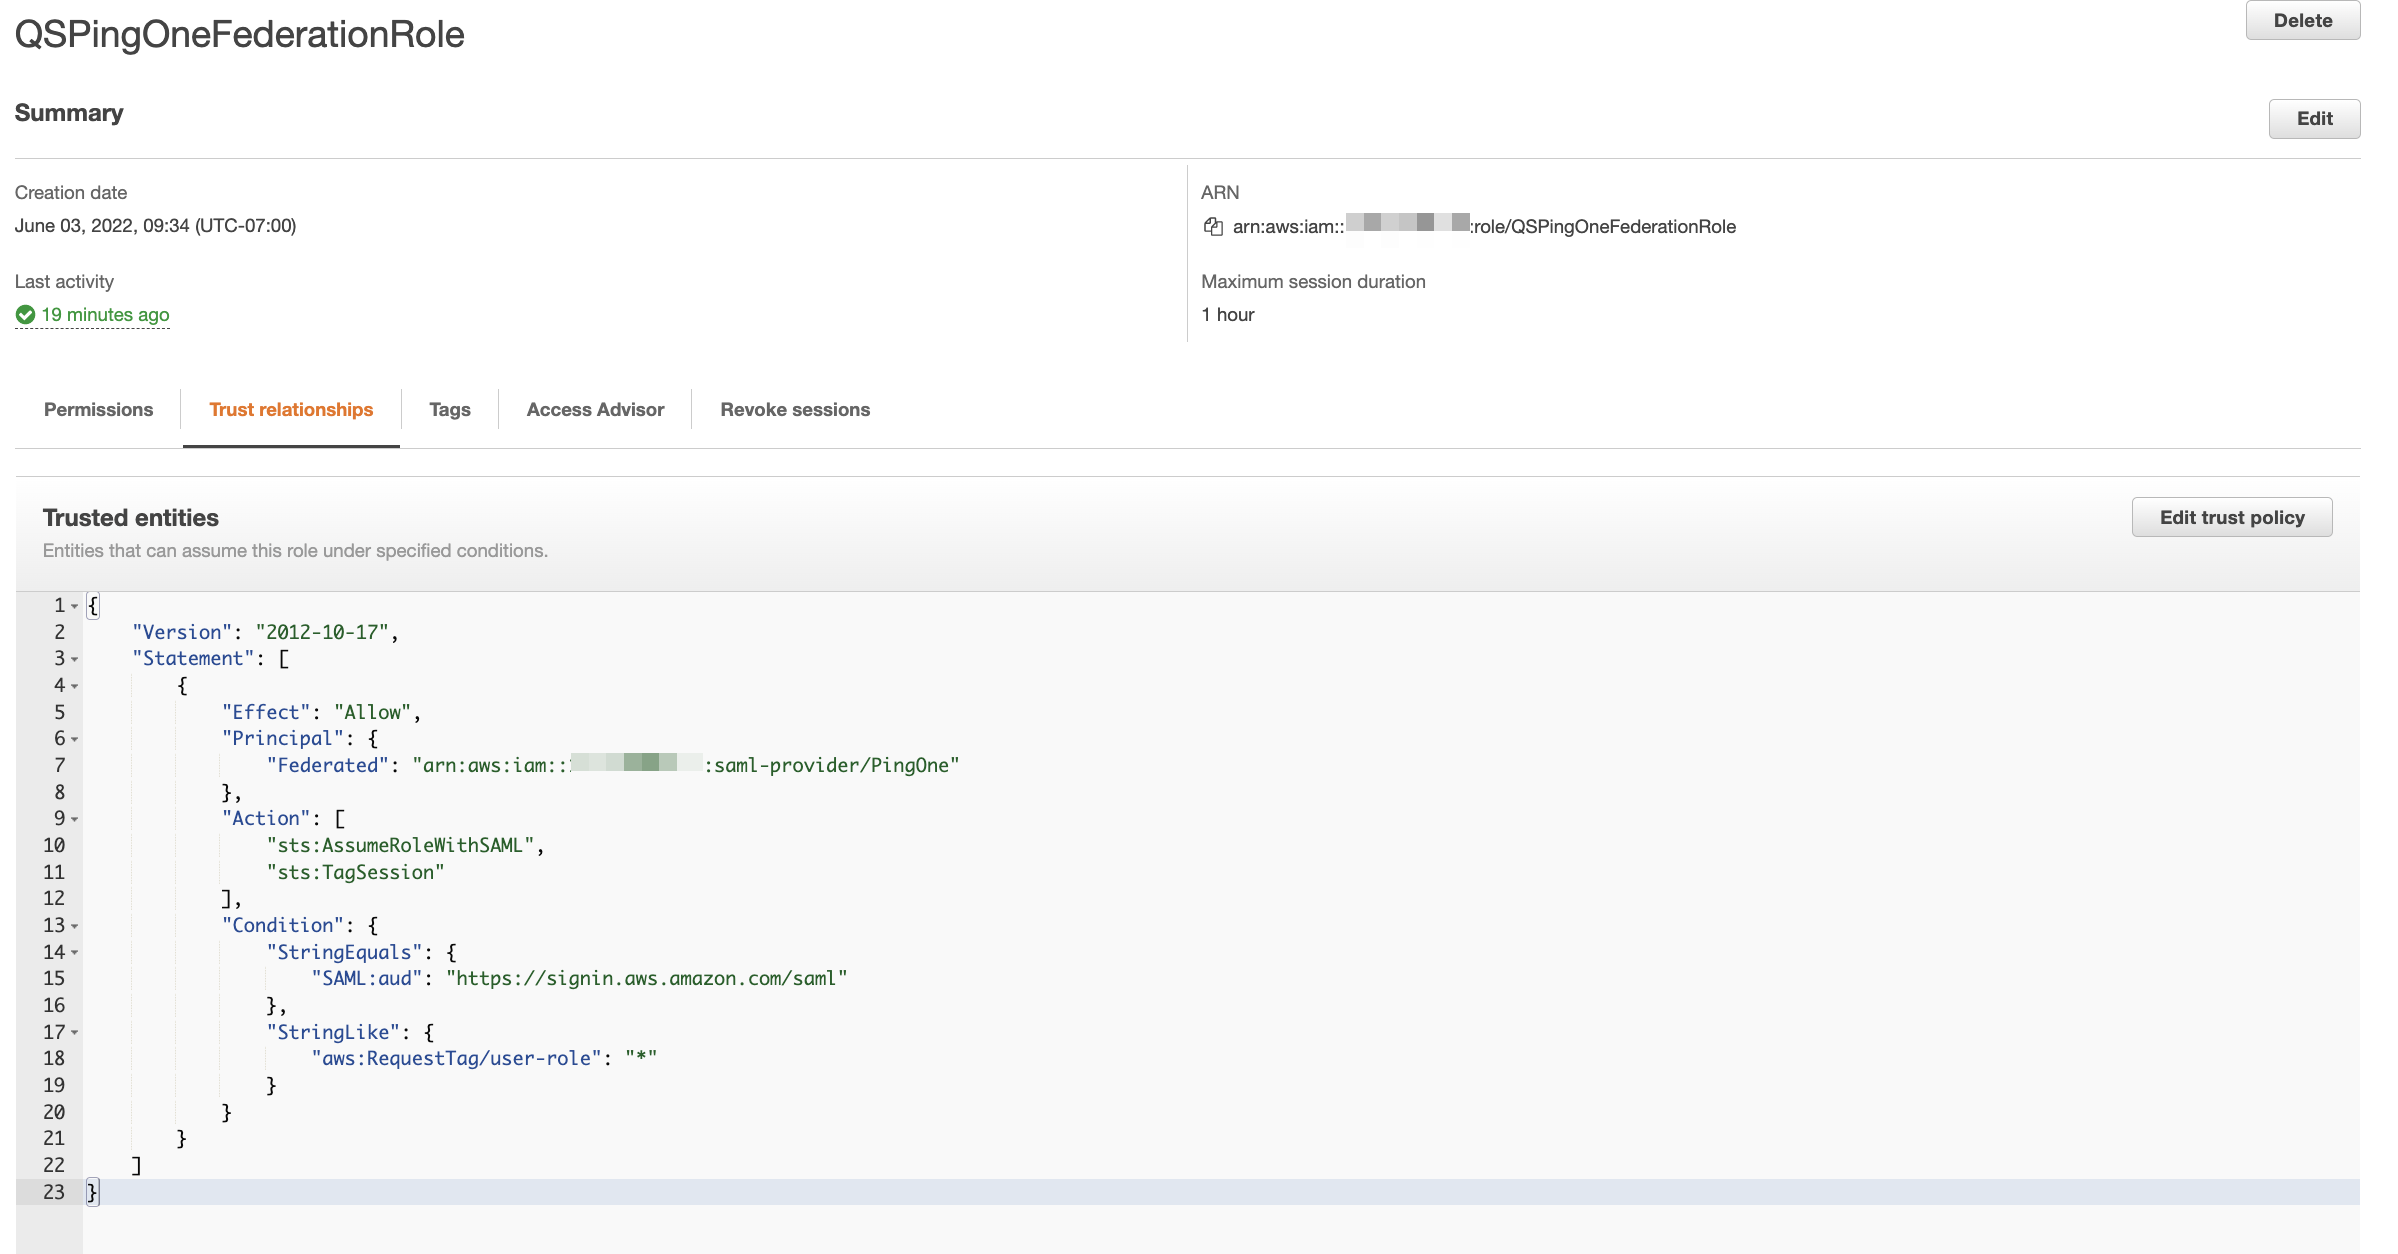 QSPingOneFederationRole
Delete
Summary
Edit
Creation date
June 03, 2022, 09:34 (UTC-07:00)
ARN
arn:aws:iam:: :role/QSPingOneFederationRole
Last activity
19 minutes ago
Maximum session duration
1 hour
Permissions
Trust relationships
Tags
Access Advisor
Revoke sessions
Trusted entities
Edit trust policy
Entities that can assume this role under specified conditions.
1 {
2 "Version": "2012-10-17",
3 "Statement": [
4 {
5 "Effect": "Allow",
6 "Principal": {
7 "Federated": "arn:aws:iam:: :saml-provider/PingOne"
8 },
9 "Action": [
10 "sts:AssumeRoleWithSAML",
11 "sts:TagSession"
12 ],
13 "Condition": {
14 "StringEquals": {
15 "SAML:aud": "https://signin.aws.amazon.com/saml"
16 },
17 "StringLike": {
18 "aws:RequestTag/user-role": "*"
19 }
20 }
21 }
22 ]
23 }